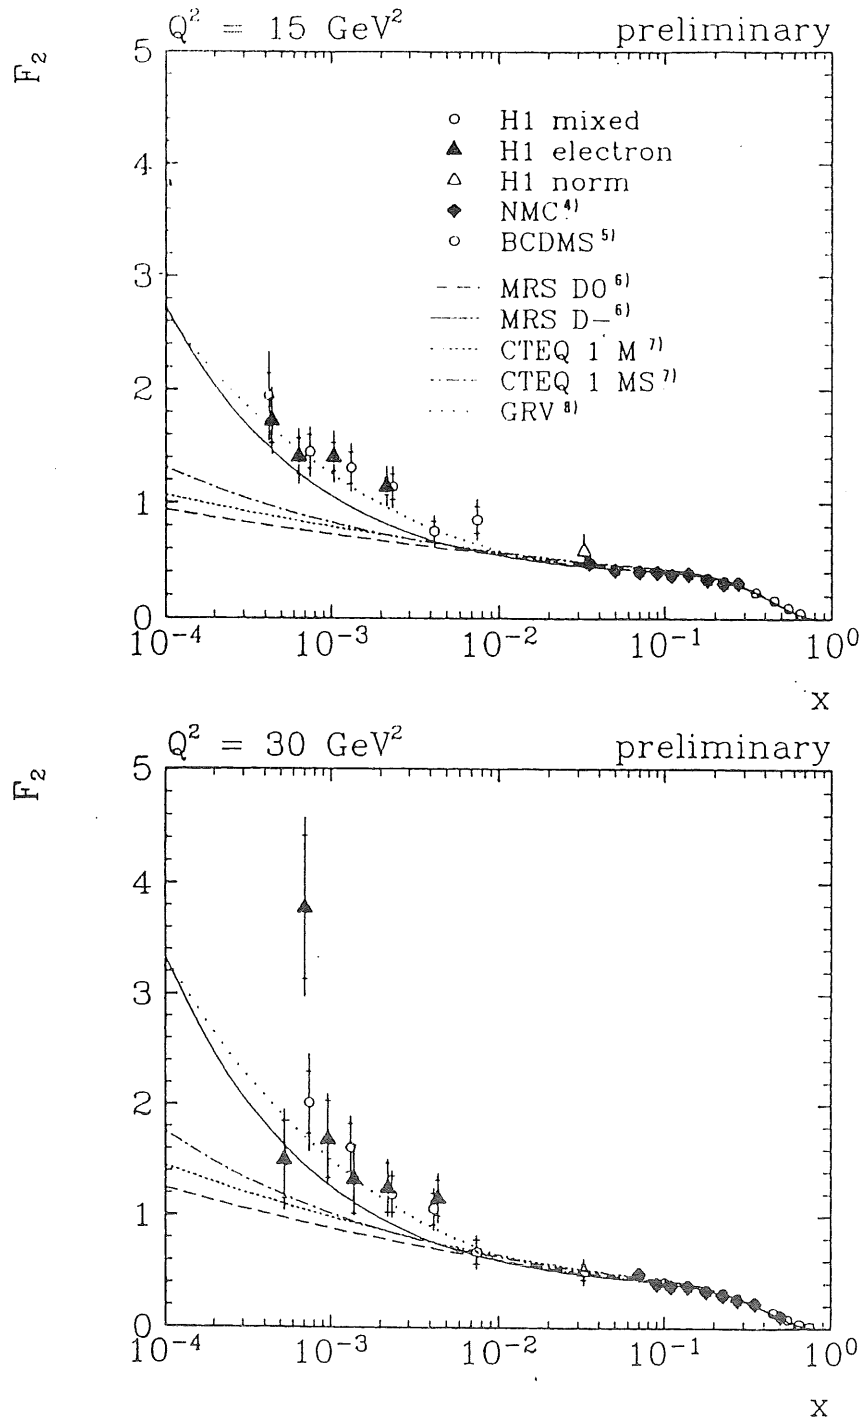 Q² = 15 GeV² preliminary
F₂
5
4
3
2
1
0
H1 mixed
H1 electron
H1 norm
NMC⁴⁾
BCDMS⁵⁾
MRS D0⁶⁾
MRS D-⁶⁾
CTEQ 1 M⁷⁾
CTEQ 1 MS⁷⁾
GRV⁸⁾
10⁻⁴ 10⁻³ 10⁻² 10⁻¹ 10⁰
x
Q² = 30 GeV² preliminary
F₂
5
4
3
2
1
0
10⁻⁴ 10⁻³ 10⁻² 10⁻¹ 10⁰
x